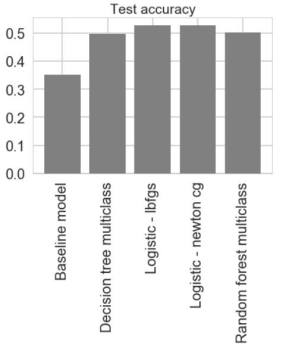 Test accuracy
0.5
0.4
0.3
0.2
0.1
0.0
Baseline model
Decision tree multiclass
Logistic - lbfgs
Logistic - newton cg
Random forest multiclass